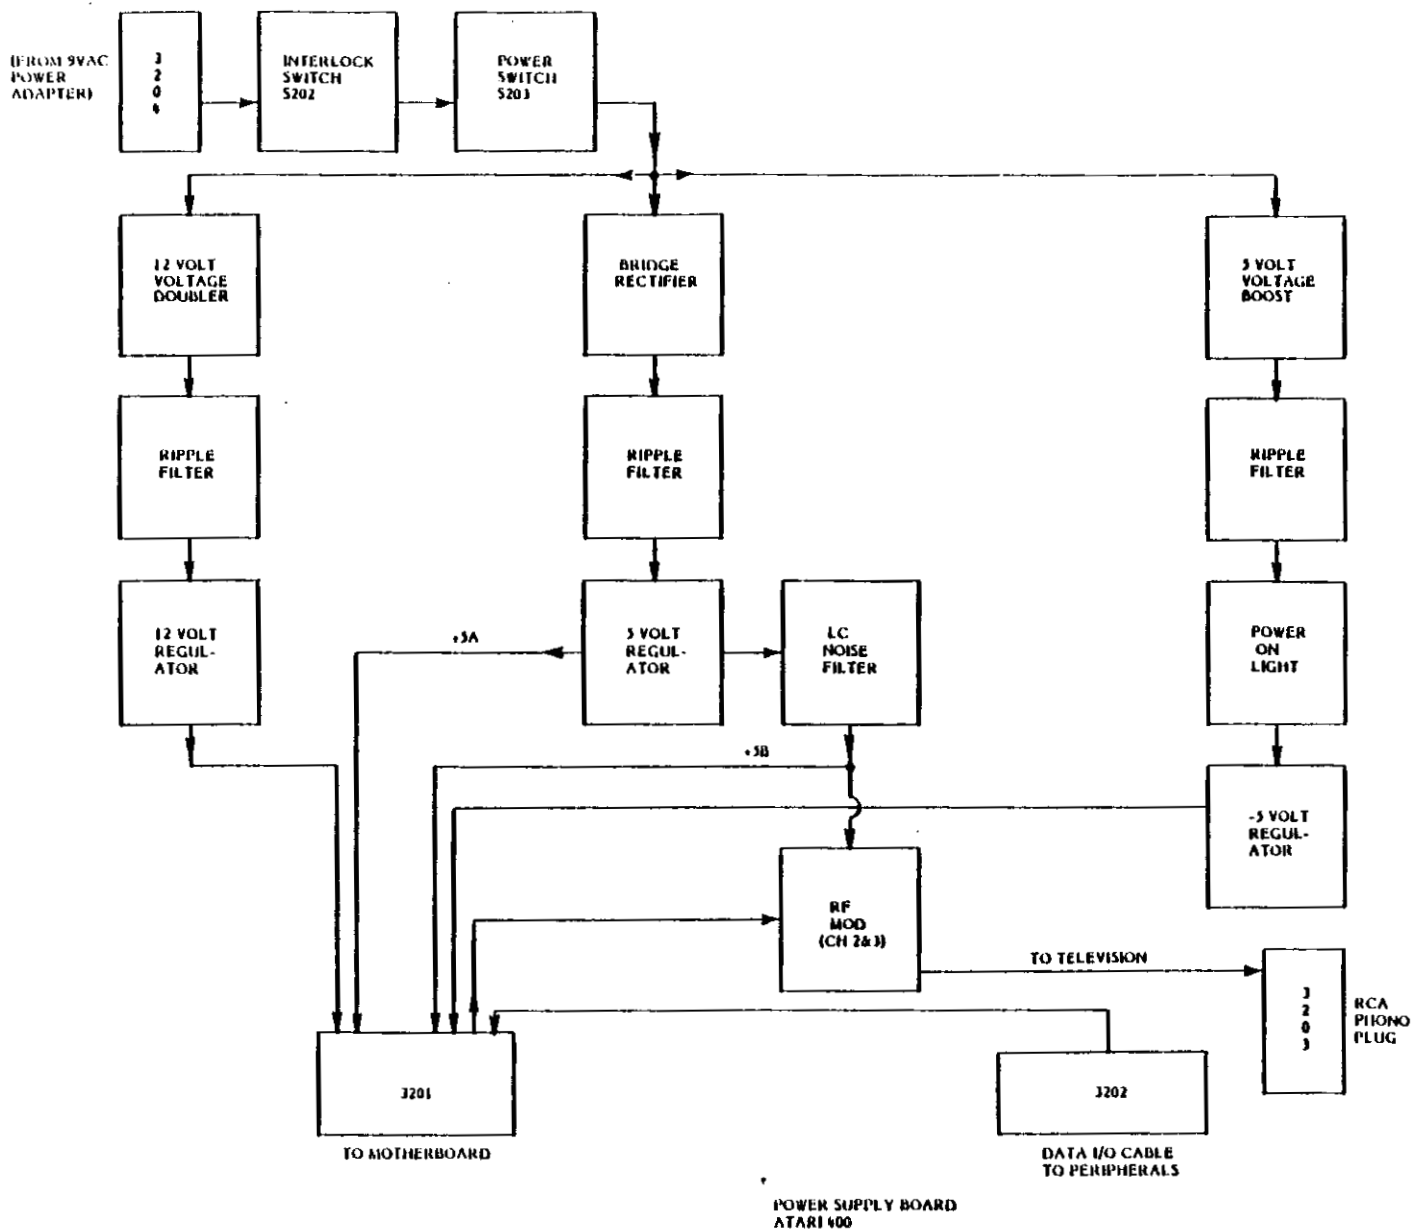 (FROM 9VAC
POWER
ADAPTER)
J
2
0
4
INTERLOCK
SWITCH
S202
POWER
SWITCH
S203
12 VOLT
VOLTAGE
DOUBLER
BRIDGE
RECTIFIER
5 VOLT
VOLTAGE
BOOST
RIPPLE
FILTER
RIPPLE
FILTER
RIPPLE
FILTER
12 VOLT
REGUL-
ATOR
+5A
5 VOLT
REGUL-
ATOR
LC
NOISE
FILTER
POWER
ON
LIGHT
+5B
-5 VOLT
REGUL-
ATOR
RF
MOD
(CH 2&3)
TO TELEVISION
J
2
0
3
RCA
PHONO
PLUG
J201
TO MOTHERBOARD
J202
DATA I/O CABLE
TO PERIPHERALS
POWER SUPPLY BOARD
ATARI 400